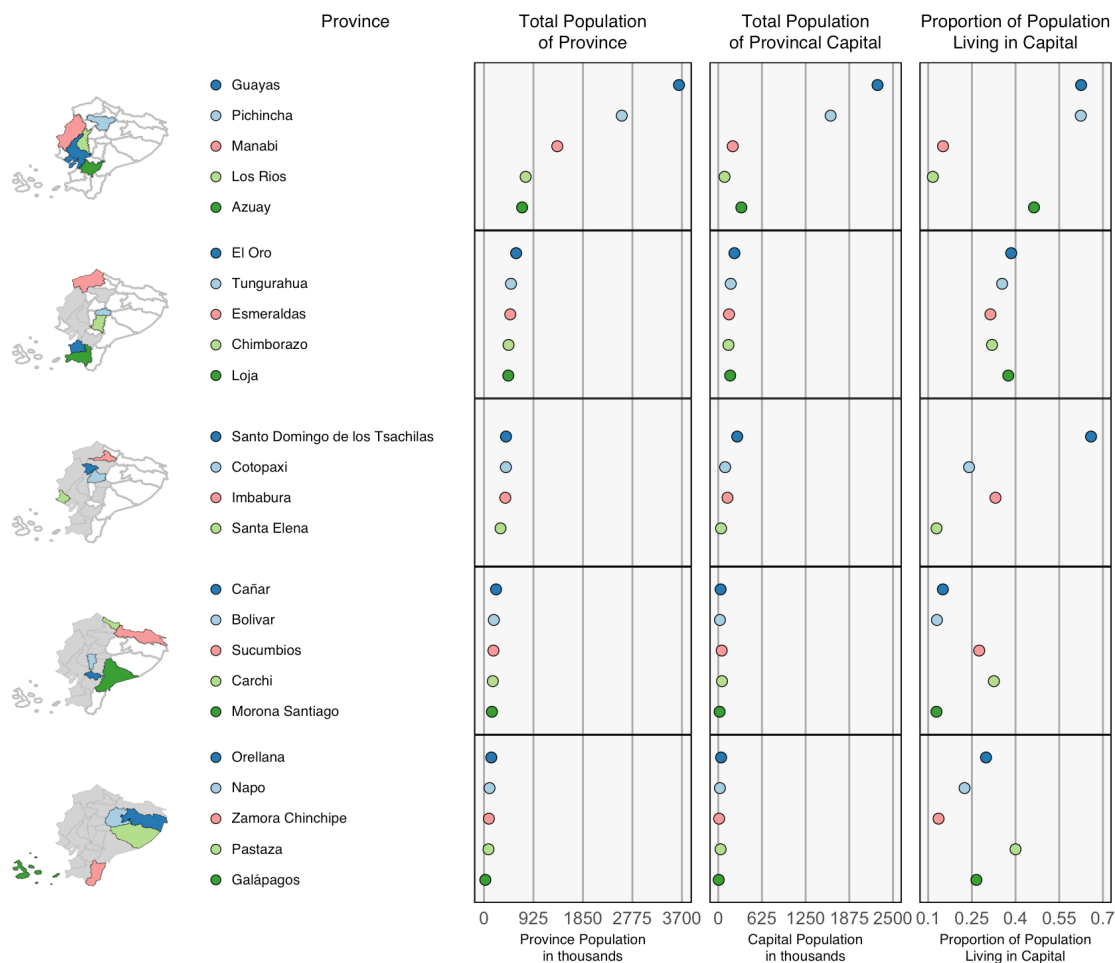 Province
Total Population
of Province
Total Population
of Provincal Capital
Proportion of Population
Living in Capital
Guayas
Pichincha
Manabi
Los Rios
Azuay
El Oro
Tungurahua
Esmeraldas
Chimborazo
Loja
Santo Domingo de los Tsachilas
Cotopaxi
Imbabura
Santa Elena
Cañar
Bolivar
Sucumbios
Carchi
Morona Santiago
Orellana
Napo
Zamora Chinchipe
Pastaza
Galápagos
0 925 1850 2775 3700
0 625 1250 1875 2500
0.1 0.25 0.4 0.55 0.7
Province Population
in thousands
Capital Population
in thousands
Proportion of Population
Living in Capital